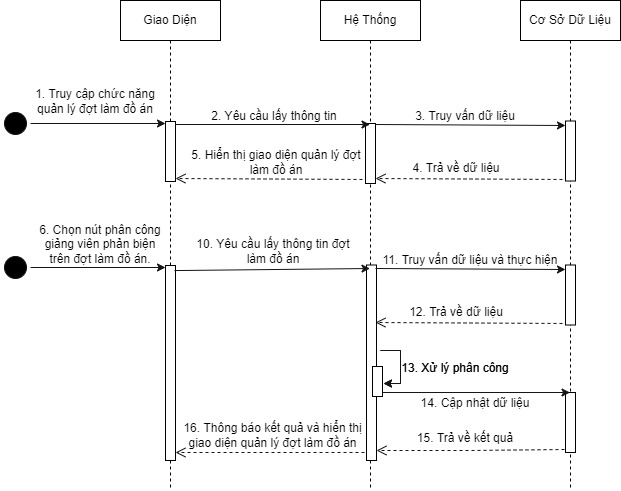 Giao Diện
Hệ Thống
Cơ Sở Dữ Liệu
1. Truy cập chức năng
quản lý đợt làm đồ án
2. Yêu cầu lấy thông tin
3. Truy vấn dữ liệu
5. Hiển thị giao diện quản lý đợt
làm đồ án
4. Trả về dữ liệu
6. Chọn nút phân công
giảng viên phản biện
trên đợt làm đồ án.
10. Yêu cầu lấy thông tin đợt
làm đồ án
11. Truy vấn dữ liệu và thực hiện
12. Trả về dữ liệu
13. Xử lý phân công
14. Cập nhật dữ liệu
16. Thông báo kết quả và hiển thị
giao diện quản lý đợt làm đồ án
15. Trả về kết quả